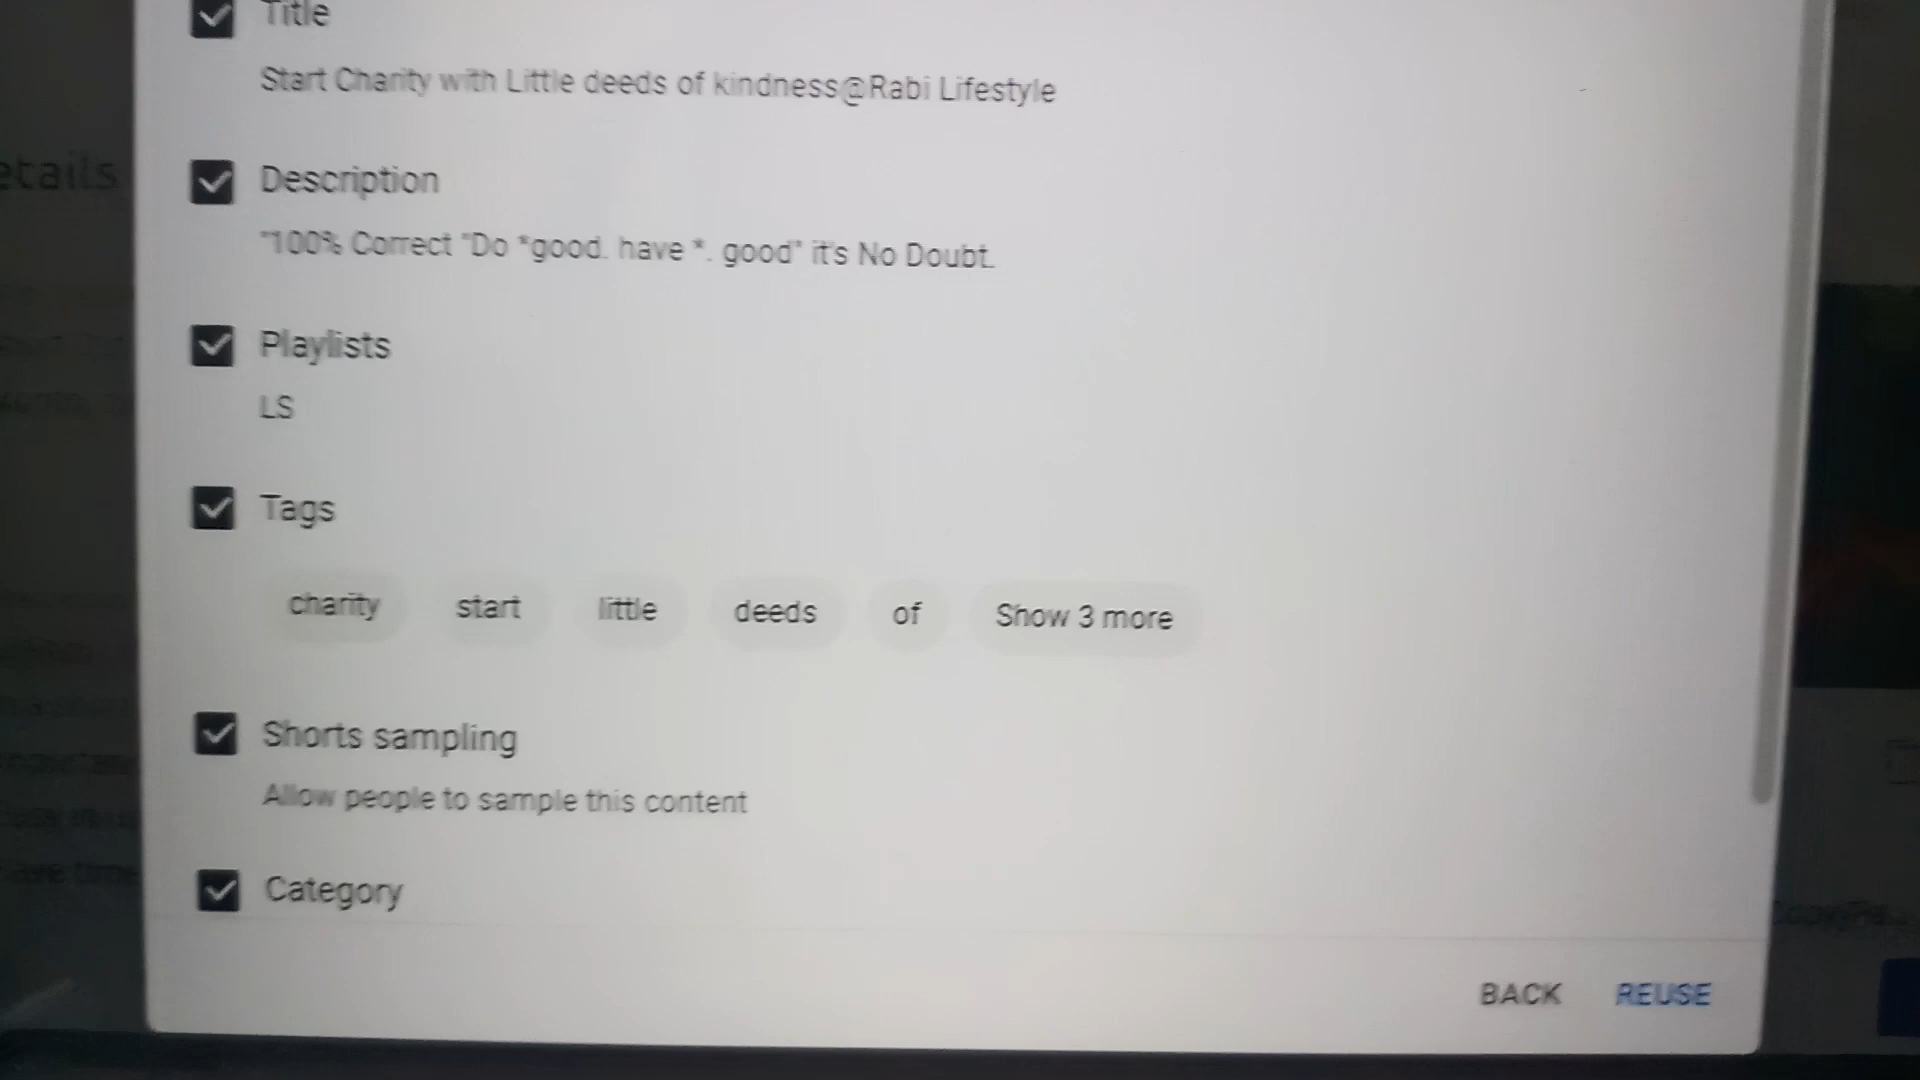 Title
Start Charity with Little deeds of kindness@Rabi Lifestyle
etails
Description
"100% Correct "Do *good. have *. good" it's No Doubt.
Playlists
LS
Tags
charity start little deeds of Show 3 more
Shorts sampling
Allow people to sample this content
Category
BACK REUSE